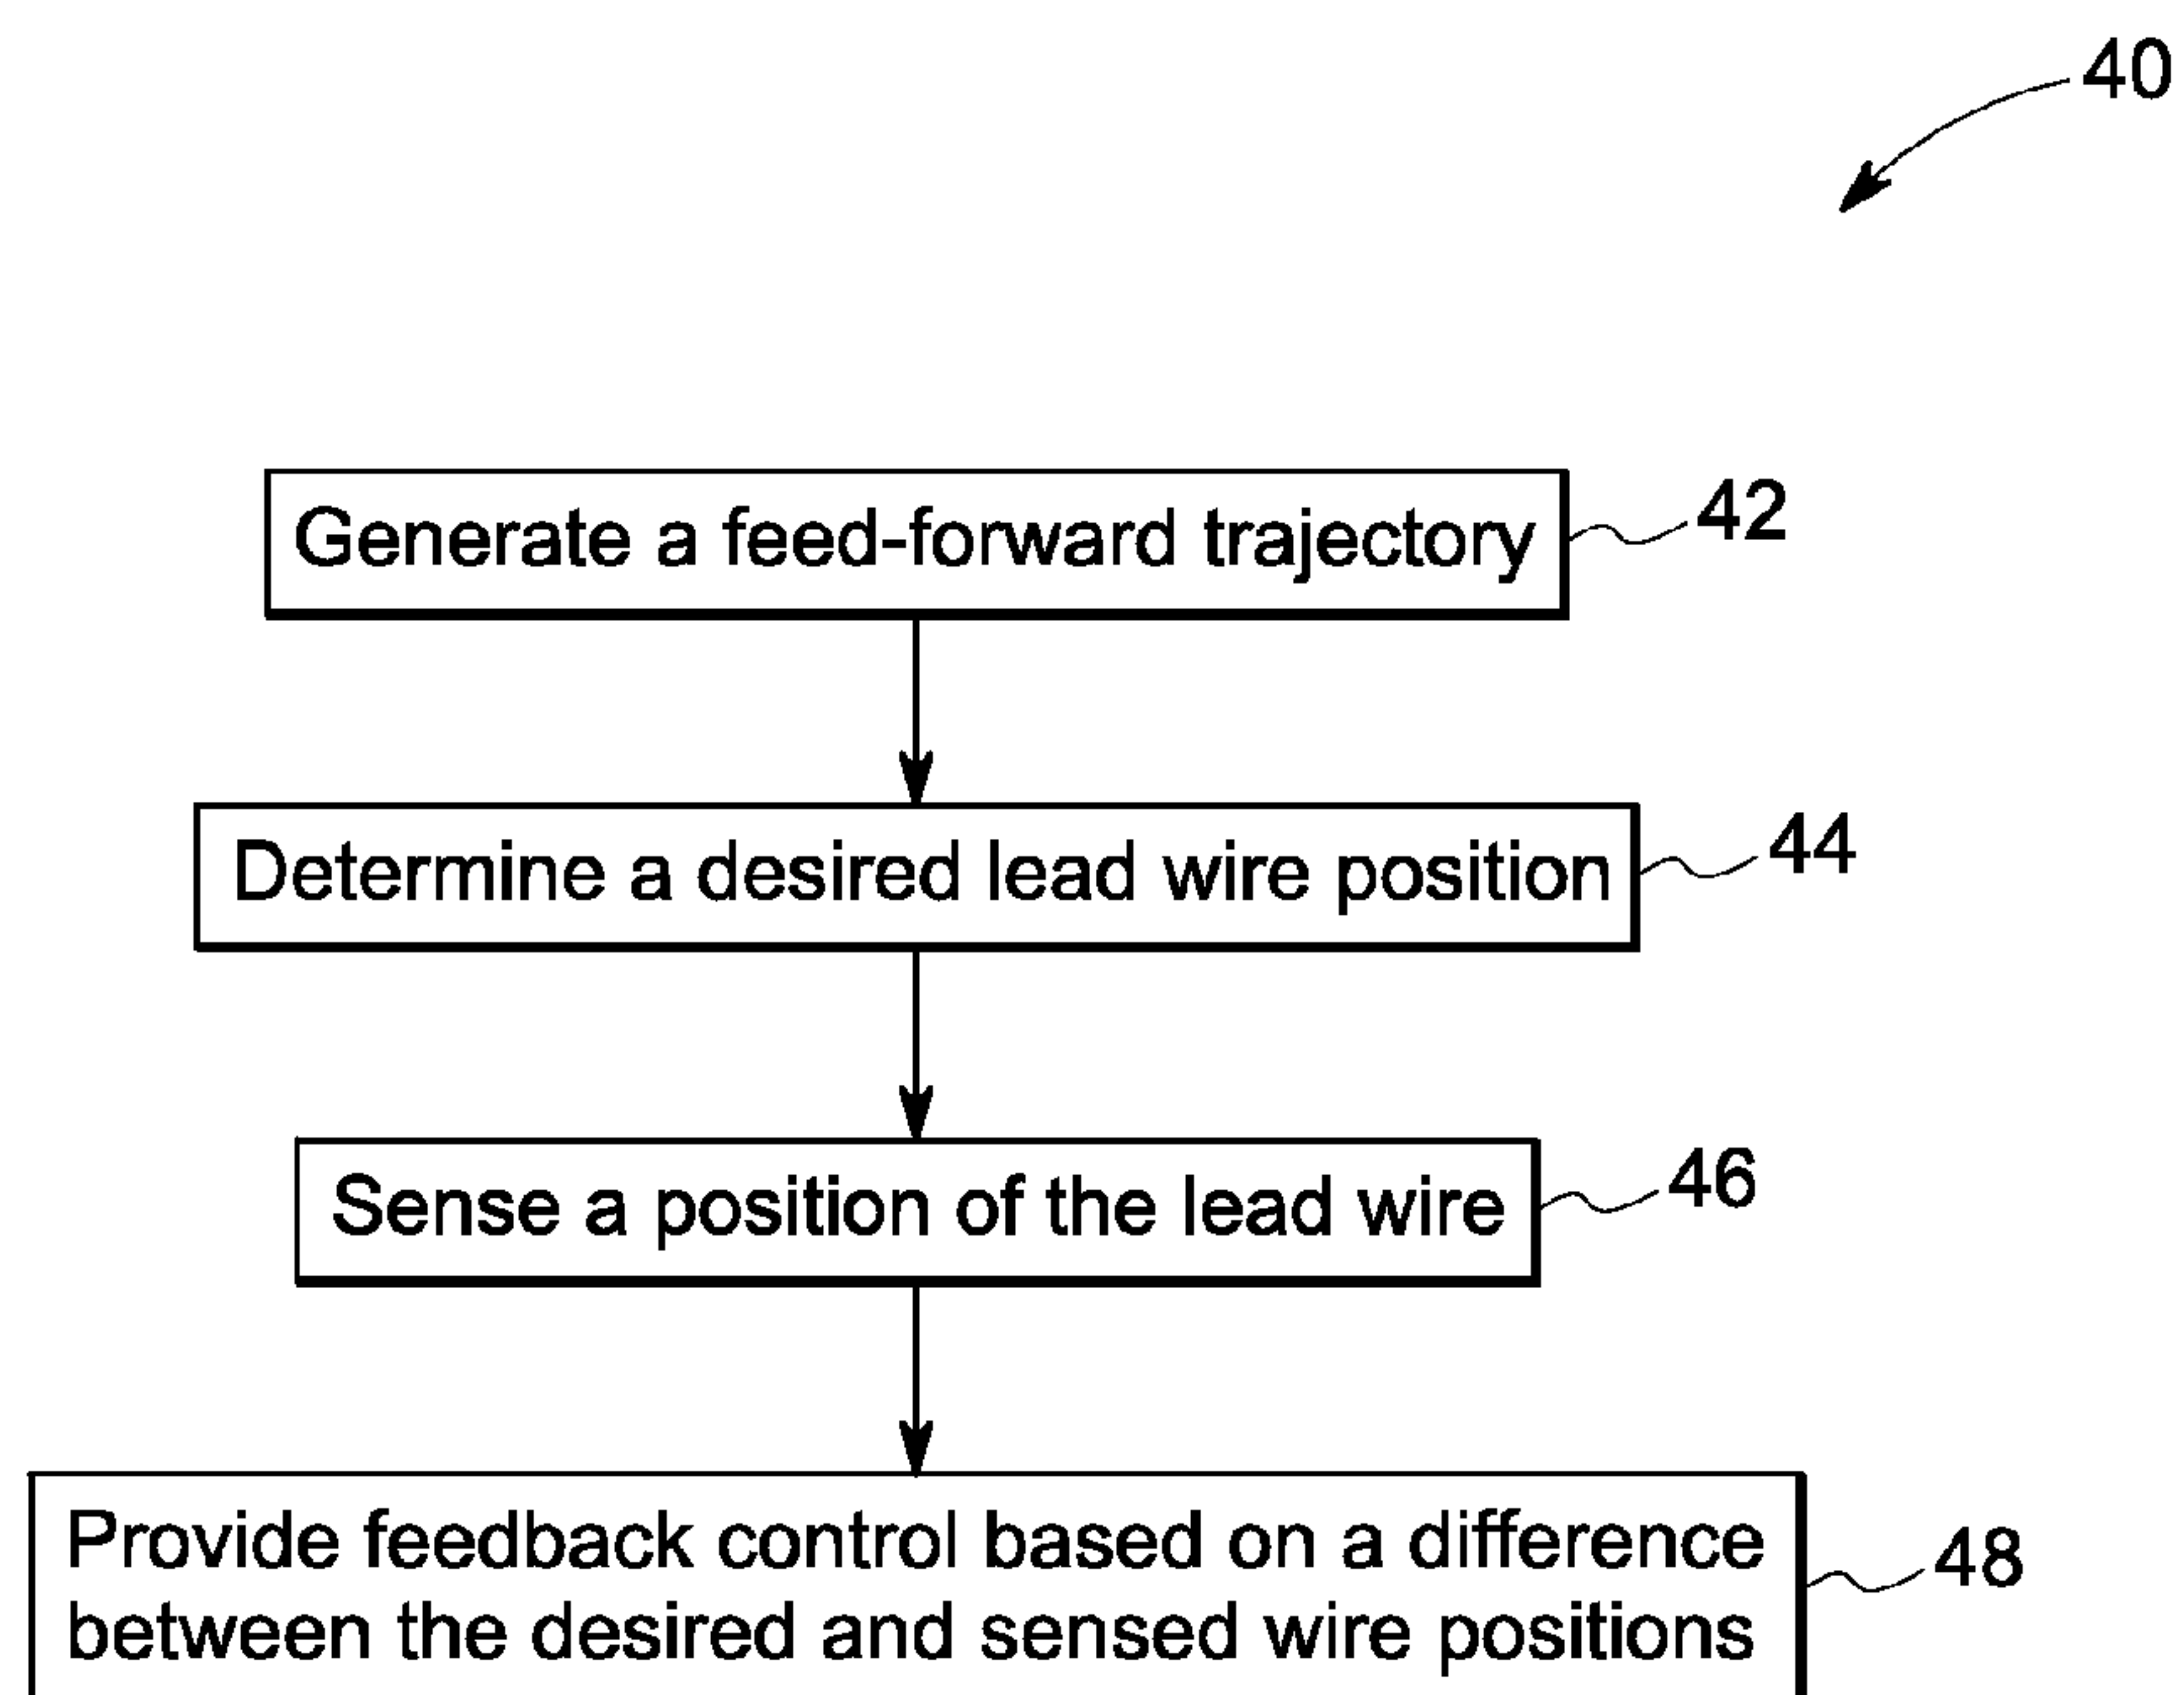 40
Generate a feed-forward trajectory
42
Determine a desired lead wire position
44
Sense a position of the lead wire
46
Provide feedback control based on a difference
between the desired and sensed wire positions
48